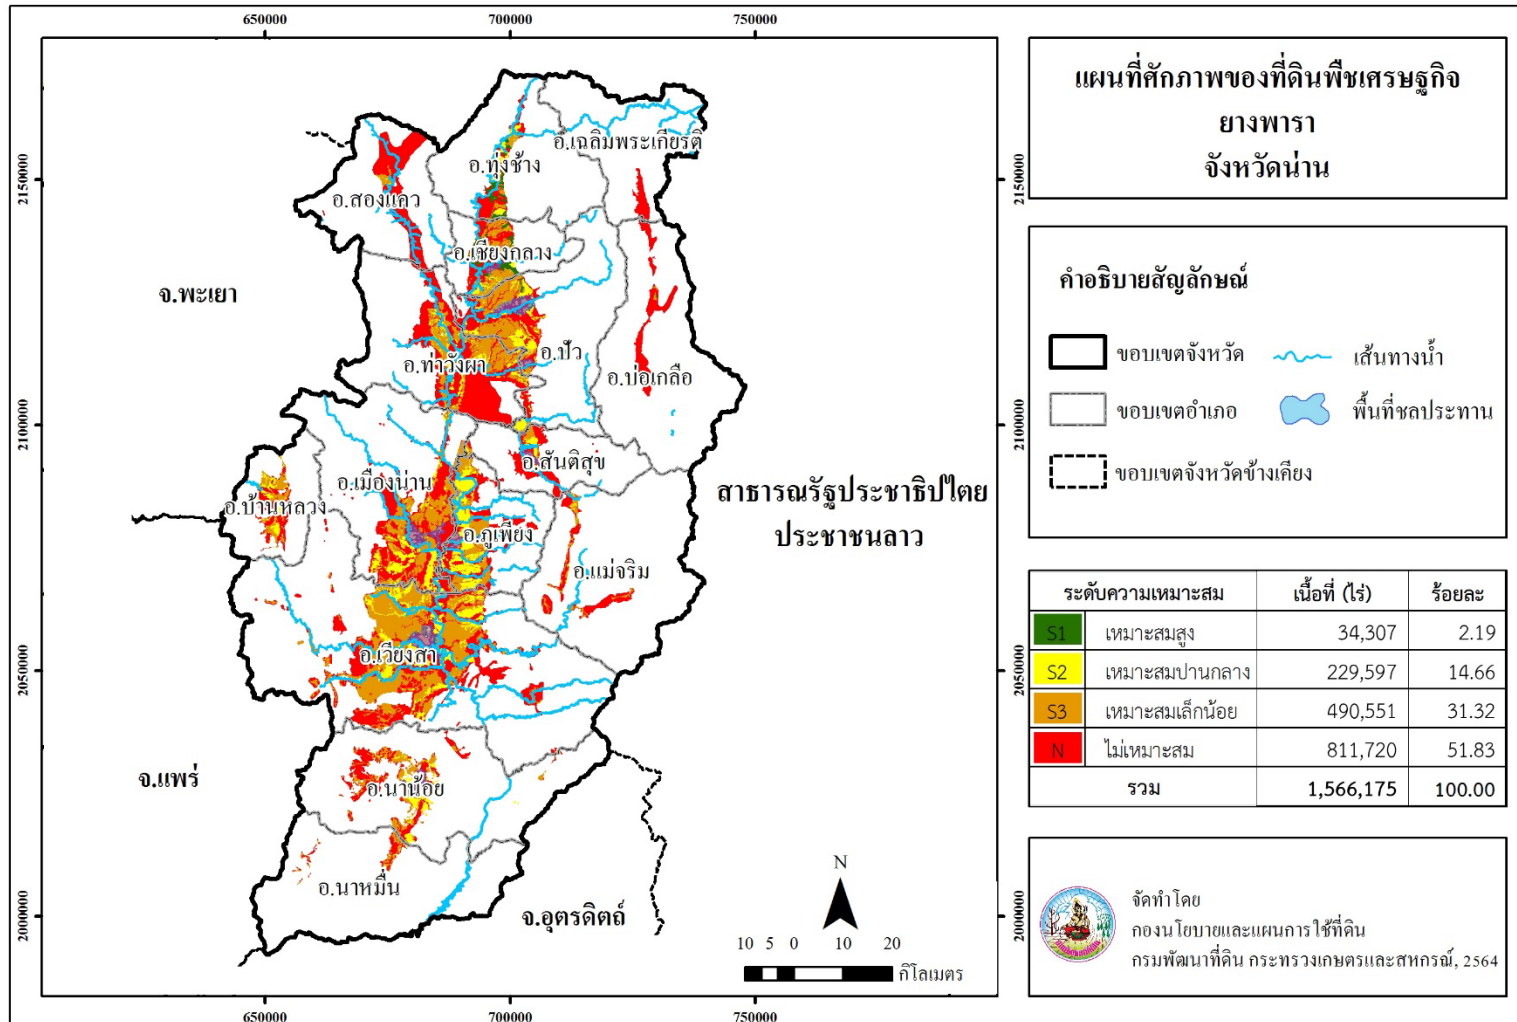 650000 700000 750000
แผนที่ศักภาพของที่ดินพืชเศรษฐกิจ
ยางพารา
จังหวัดน่าน
2150000 2150000
2100000 2100000
2050000 2050000
2000000 2000000
อ.เฉลิมพระเกียรติ
อ.ทุ่งช้าง
อ.สองแคว
อ.เชียงกลาง
จ.พะเยา
อ.ปัว
อ.ท่าวังผา
อ.บ่อเกลือ
อ.สันติสุข
อ.เมืองน่าน
อ.บ้านหลวง
อ.ภูเพียง
สาธารณรัฐประชาธิปไตย
ประชาชนลาว
อ.แม่จริม
อ.เวียงสา
จ.แพร่
อ.นาน้อย
อ.นาหมื่น
จ.อุตรดิตถ์
N
10 5 0 10 20
กิโลเมตร
650000 700000 750000
คำอธิบายสัญลักษณ์
ขอบเขตจังหวัด เส้นทางน้ำ
ขอบเขตอำเภอ พื้นที่ชลประทาน
ขอบเขตจังหวัดข้างเคียง
ระดับความเหมาะสม เนื้อที่ (ไร่) ร้อยละ
S1 เหมาะสมสูง 34,307 2.19
S2 เหมาะสมปานกลาง 229,597 14.66
S3 เหมาะสมเล็กน้อย 490,551 31.32
N ไม่เหมาะสม 811,720 51.83
รวม 1,566,175 100.00
จัดทำโดย
กองนโยบายและแผนการใช้ที่ดิน
กรมพัฒนาที่ดิน กระทรวงเกษตรและสหกรณ์, 2564